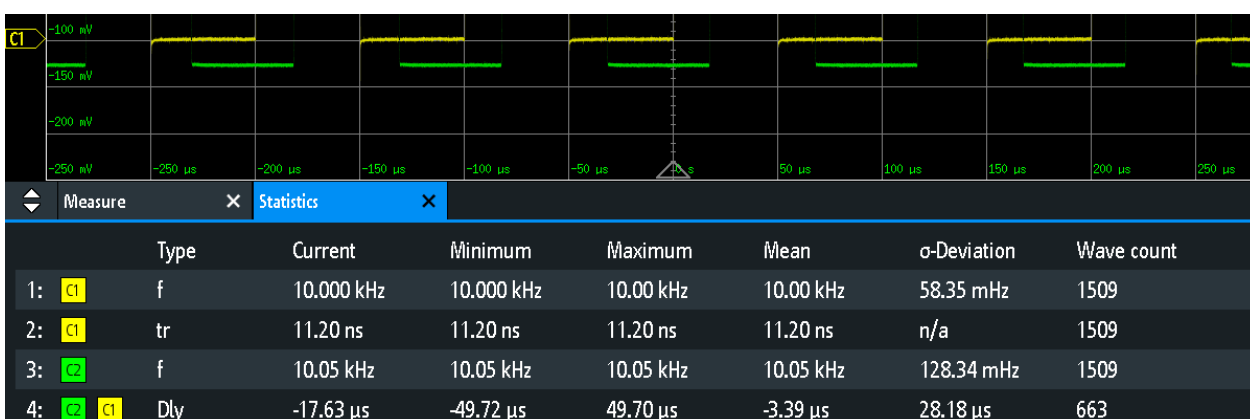 C1
-100 mV
-150 mV
-200 mV
-250 mV -250 µs -200 µs -150 µs -100 µs -50 µs 0 s 50 µs 100 µs 150 µs 200 µs 250 µs
Measure × Statistics ×
Type Current Minimum Maximum Mean σ-Deviation Wave count
1: C1 f 10.000 kHz 10.000 kHz 10.00 kHz 10.00 kHz 58.35 mHz 1509
2: C1 tr 11.20 ns 11.20 ns 11.20 ns 11.20 ns n/a 1509
3: C2 f 10.05 kHz 10.05 kHz 10.05 kHz 10.05 kHz 128.34 mHz 1509
4: C2 C1 Dly -17.63 µs -49.72 µs 49.70 µs -3.39 µs 28.18 µs 663